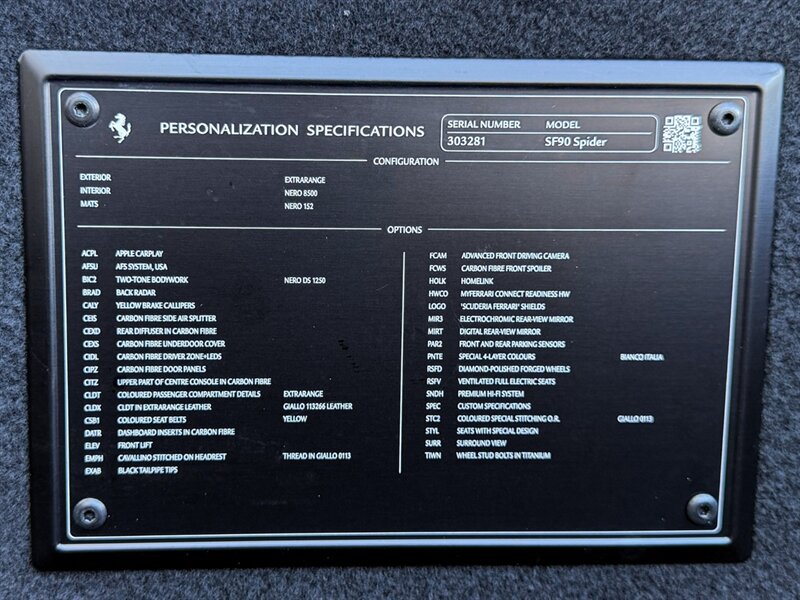 PERSONALIZATION SPECIFICATIONS
SERIAL NUMBER MODEL
303281 SF90 Spider
CONFIGURATION
EXTERIOR EXTRARANGE
INTERIOR NERO 8500
MATS NERO 152
OPTIONS
ACPL APPLE CARPLAY
AFSU AFS SYSTEM, USA
BIC2 TWO-TONE BODYWORK NERO DS 1250
BRAD BACK RADAR
CALY YELLOW BRAKE CALLIPERS
CEIS CARBON FIBRE SIDE AIR SPLITTER
CEXD REAR DIFFUSER IN CARBON FIBRE
CEXS CARBON FIBRE UNDERDOOR COVER
CIDL CARBON FIBRE DRIVER ZONE+LEDS
CIPZ CARBON FIBRE DOOR PANELS
CITZ UPPER PART OF CENTRE CONSOLE IN CARBON FIBRE
CLDT COLOURED PASSENGER COMPARTMENT DETAILS EXTRARANGE
CLDX CLDT IN EXTRARANGE LEATHER GIALLO 113266 LEATHER
CSB1 COLOURED SEAT BELTS YELLOW
DATR DASHBOARD INSERTS IN CARBON FIBRE
ELEV FRONT LIFT
EMPH CAVALLINO STITCHED ON HEADREST THREAD IN GIALLO 0113
EXAB BLACK TAILPIPE TIPS
FCAM ADVANCED FRONT DRIVING CAMERA
FCWS CARBON FIBRE FRONT SPOILER
HOLK HOMELINK
HWCO MYFERRARI CONNECT READINESS HW
LOGO 'SCUDERIA FERRARI' SHIELDS
MIR3 ELECTROCHROMIC REAR-VIEW MIRROR
MIRT DIGITAL REAR-VIEW MIRROR
PAR2 FRONT AND REAR PARKING SENSORS
PNTE SPECIAL 4-LAYER COLOURS BIANCO ITALIA
RSFD DIAMOND-POLISHED FORGED WHEELS
RSFV VENTILATED FULL ELECTRIC SEATS
SNDH PREMIUM HI-FI SYSTEM
SPEC CUSTOM SPECIFICATIONS
STC2 COLOURED SPECIAL STITCHING O.R. GIALLO 0113
STYL SEATS WITH SPECIAL DESIGN
SURR SURROUND VIEW
TIWN WHEEL STUD BOLTS IN TITANIUM